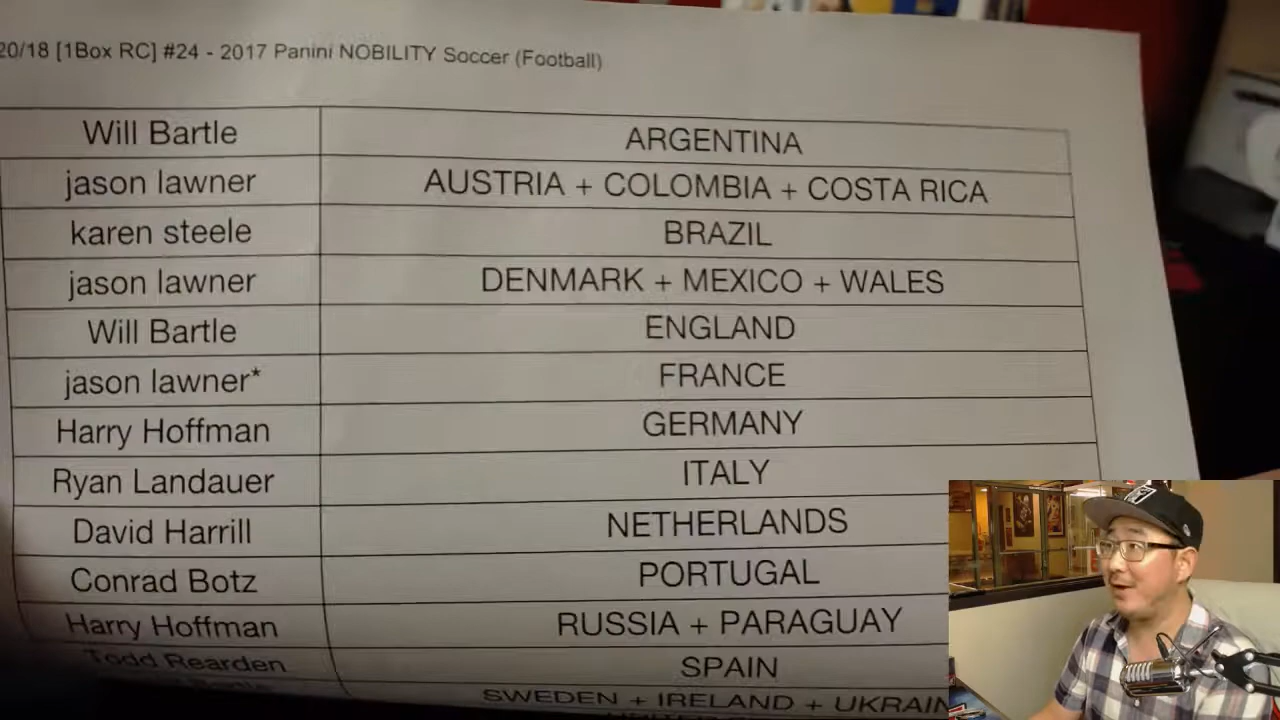 20/18 [1Box RC] #24 - 2017 Panini NOBILITY Soccer (Football)
Will Bartle ARGENTINA
jason lawner AUSTRIA + COLOMBIA + COSTA RICA
karen steele BRAZIL
jason lawner DENMARK + MEXICO + WALES
Will Bartle ENGLAND
jason lawner* FRANCE
Harry Hoffman GERMANY
Ryan Landauer ITALY
David Harrill NETHERLANDS
Conrad Botz PORTUGAL
Harry Hoffman RUSSIA + PARAGUAY
Todd Rearden SPAIN
SWEDEN + IRELAND + UKRAIN